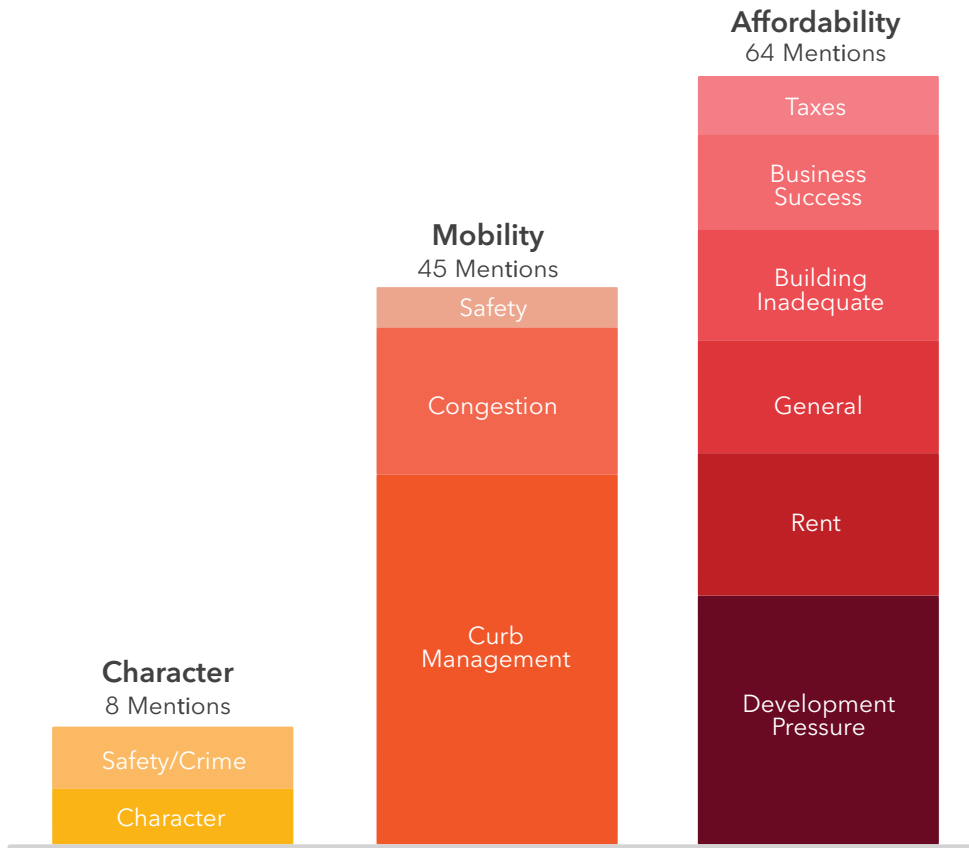 Character
8 Mentions
Safety/Crime
Character
Mobility
45 Mentions
Safety
Congestion
Curb
Management
Affordability
64 Mentions
Taxes
Business
Success
Building
Inadequate
General
Rent
Development
Pressure